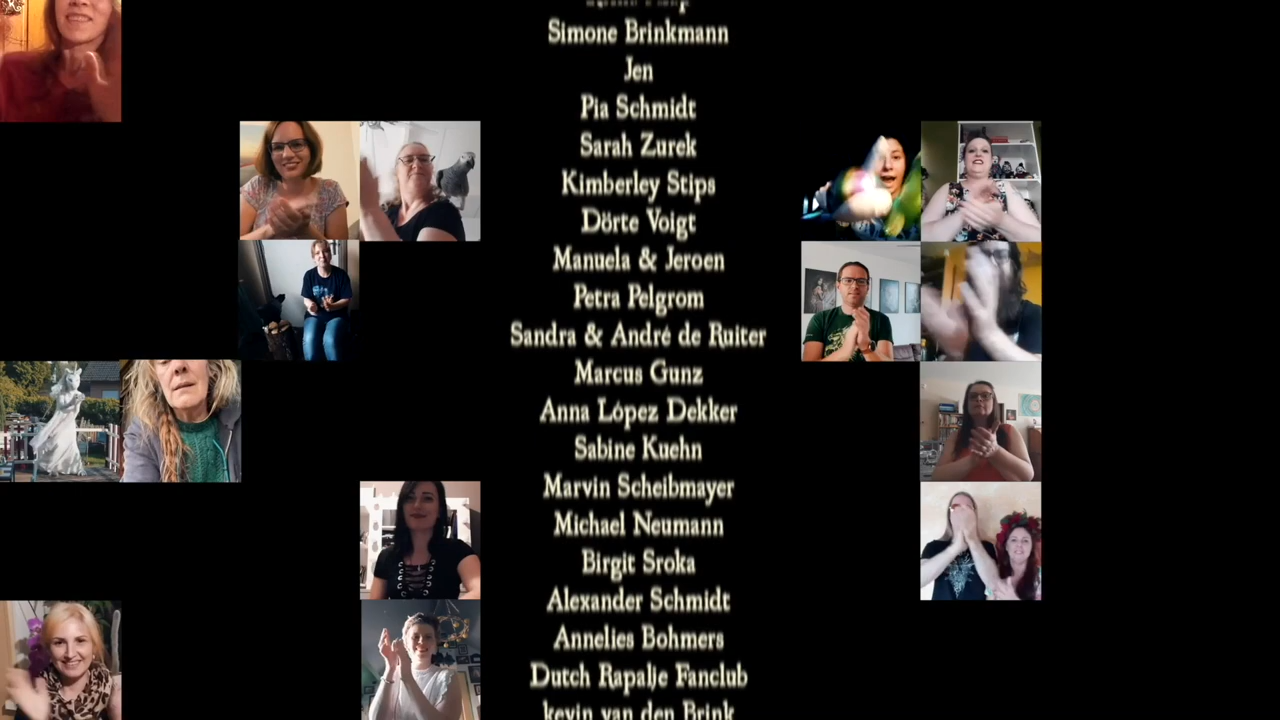 Simone Brinkmann
Jen
Pia Schmidt
Sarah Zurek
Kimberley Stips
Dörte Voigt
Manuela & Jeroen
Petra Pelgrom
Sandra & André de Ruiter
Marcus Gunz
Anna López Dekker
Sabine Kuehn
Marvin Scheibmayer
Michael Neumann
Birgit Sroka
Alexander Schmidt
Annelies Bohmers
Dutch Rapalje Fanclub
kevin van den Brink